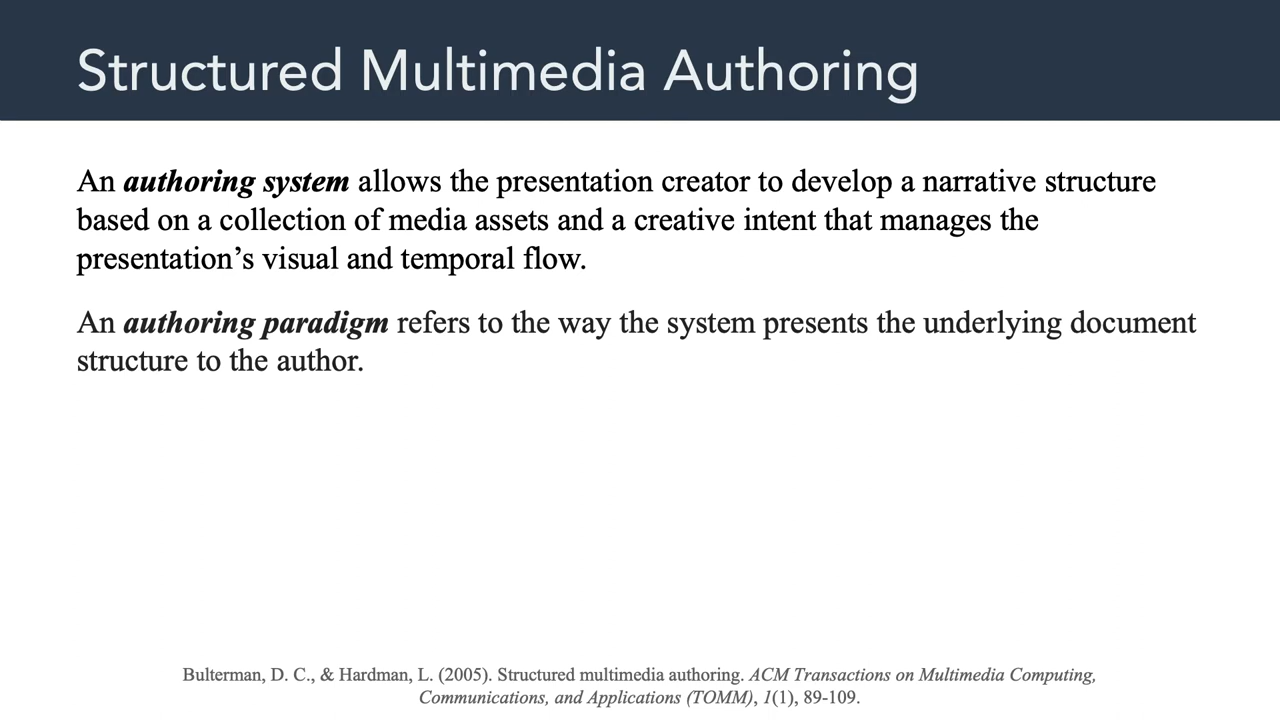 Structured Multimedia Authoring
An authoring system allows the presentation creator to develop a narrative structure
based on a collection of media assets and a creative intent that manages the
presentation’s visual and temporal flow.
An authoring paradigm refers to the way the system presents the underlying document
structure to the author.
Bulterman, D. C., & Hardman, L. (2005). Structured multimedia authoring. ACM Transactions on Multimedia Computing,
Communications, and Applications (TOMM), 1(1), 89-109.